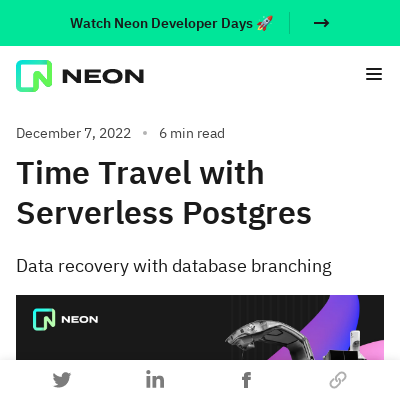 Watch Neon Developer Days 🚀 →
NEON
December 7, 2022 • 6 min read
Time Travel with
Serverless Postgres
Data recovery with database branching
NEON